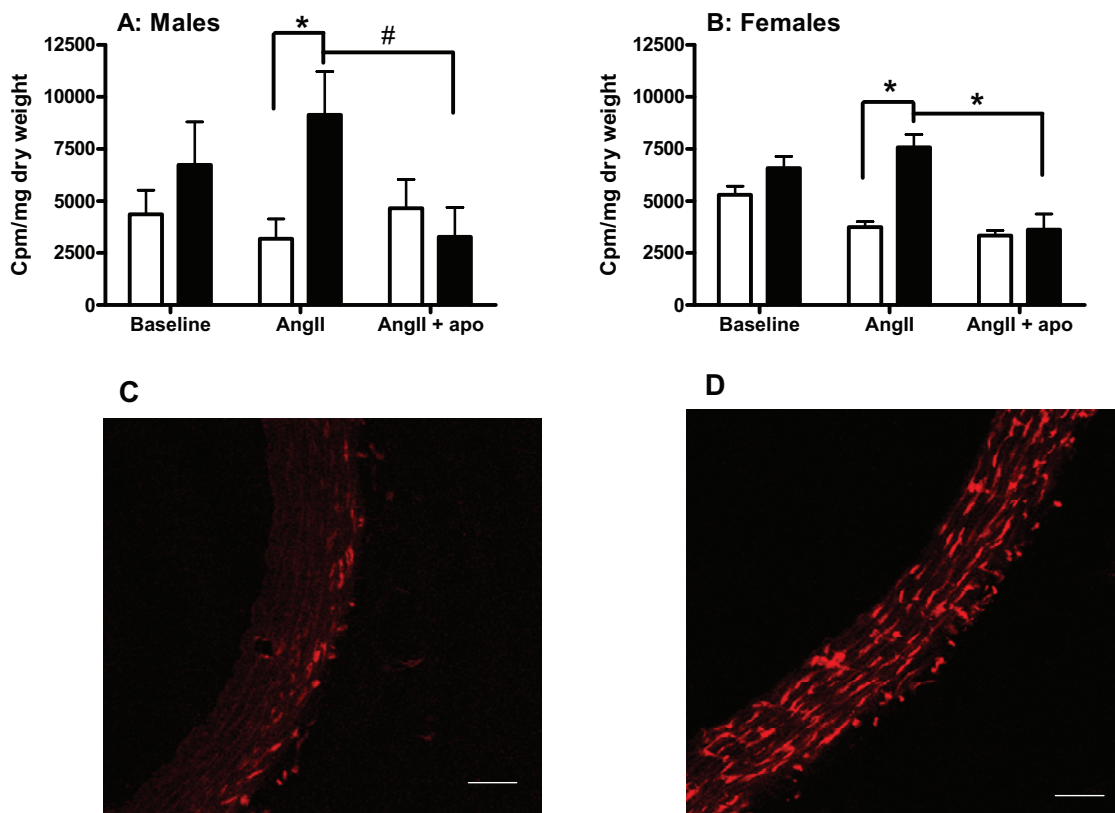 A: Males
*
#
12500
10000
7500
5000
2500
0
Cpm/mg dry weight
Baseline
AngII
AngII + apo
B: Females
*
*
12500
10000
7500
5000
2500
0
Cpm/mg dry weight
Baseline
AngII
AngII + apo
C
D